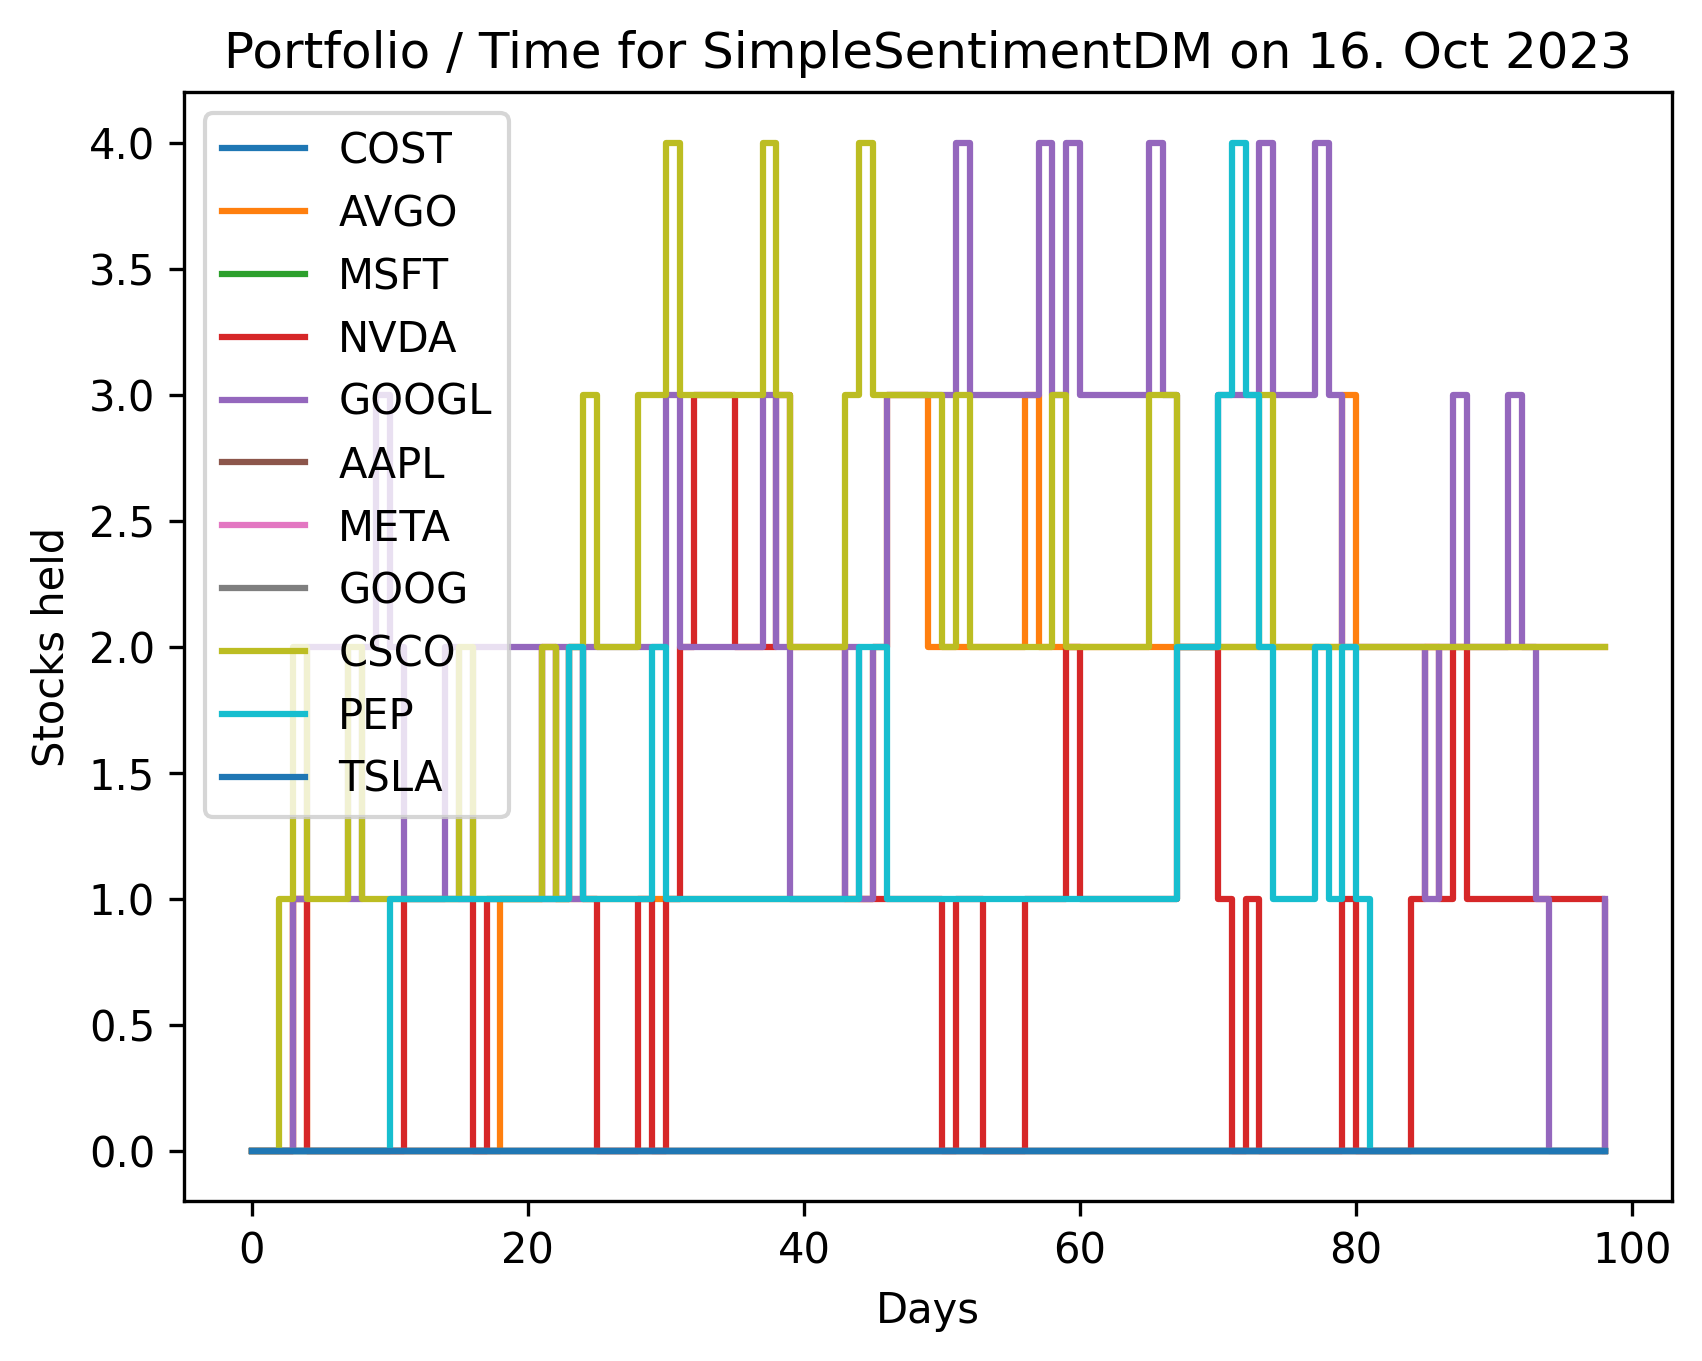 Portfolio / Time for SimpleSentimentDM on 16. Oct 2023
4.0
3.5
3.0
2.5
2.0
1.5
1.0
0.5
0.0
Stocks held
COST
AVGO
MSFT
NVDA
GOOGL
AAPL
META
GOOG
CSCO
PEP
TSLA
0 20 40 60 80 100
Days